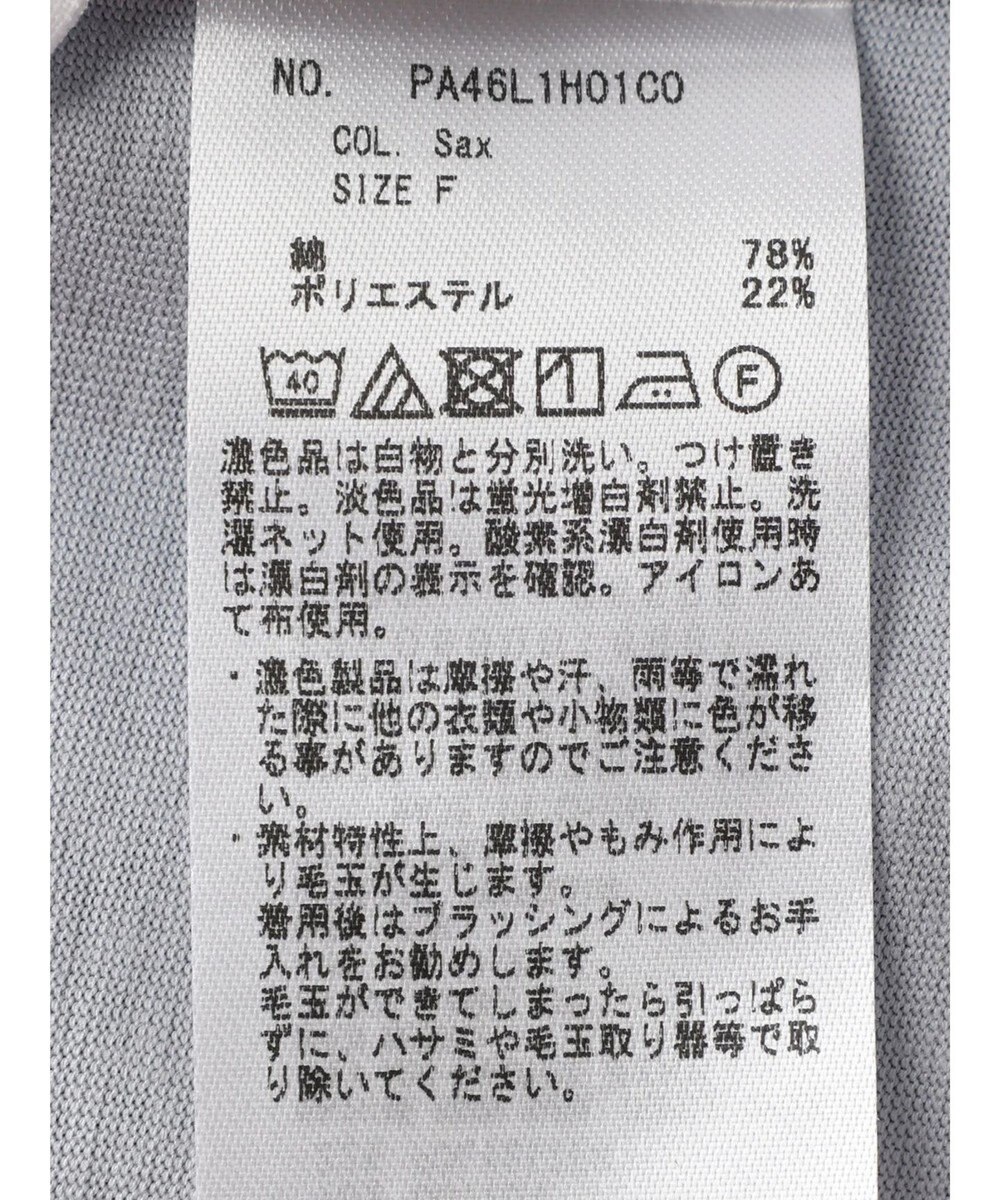 NO. PA46L1H01CO
COL. Sax
SIZE F
綿 78%
ポリエステル 22%
40
F
濃色品は白物と分別洗い。つけ置き
禁止。淡色品は蛍光増白剤禁止。洗
濯ネット使用。酸素系漂白剤使用時
は漂白剤の表示を確認。アイロンあ
て布使用。
・濃色製品は摩擦や汗、雨等で濡れ
た際に他の衣類や小物類に色が移
る事がありますのでご注意くださ
い。
・素材特性上、摩擦やもみ作用によ
り毛玉が生じます。
着用後はブラッシングによるお手
入れをお勧めします。
毛玉ができてしまったら引っぱら
ずに、ハサミや毛玉取り器等で取
り除いてください。